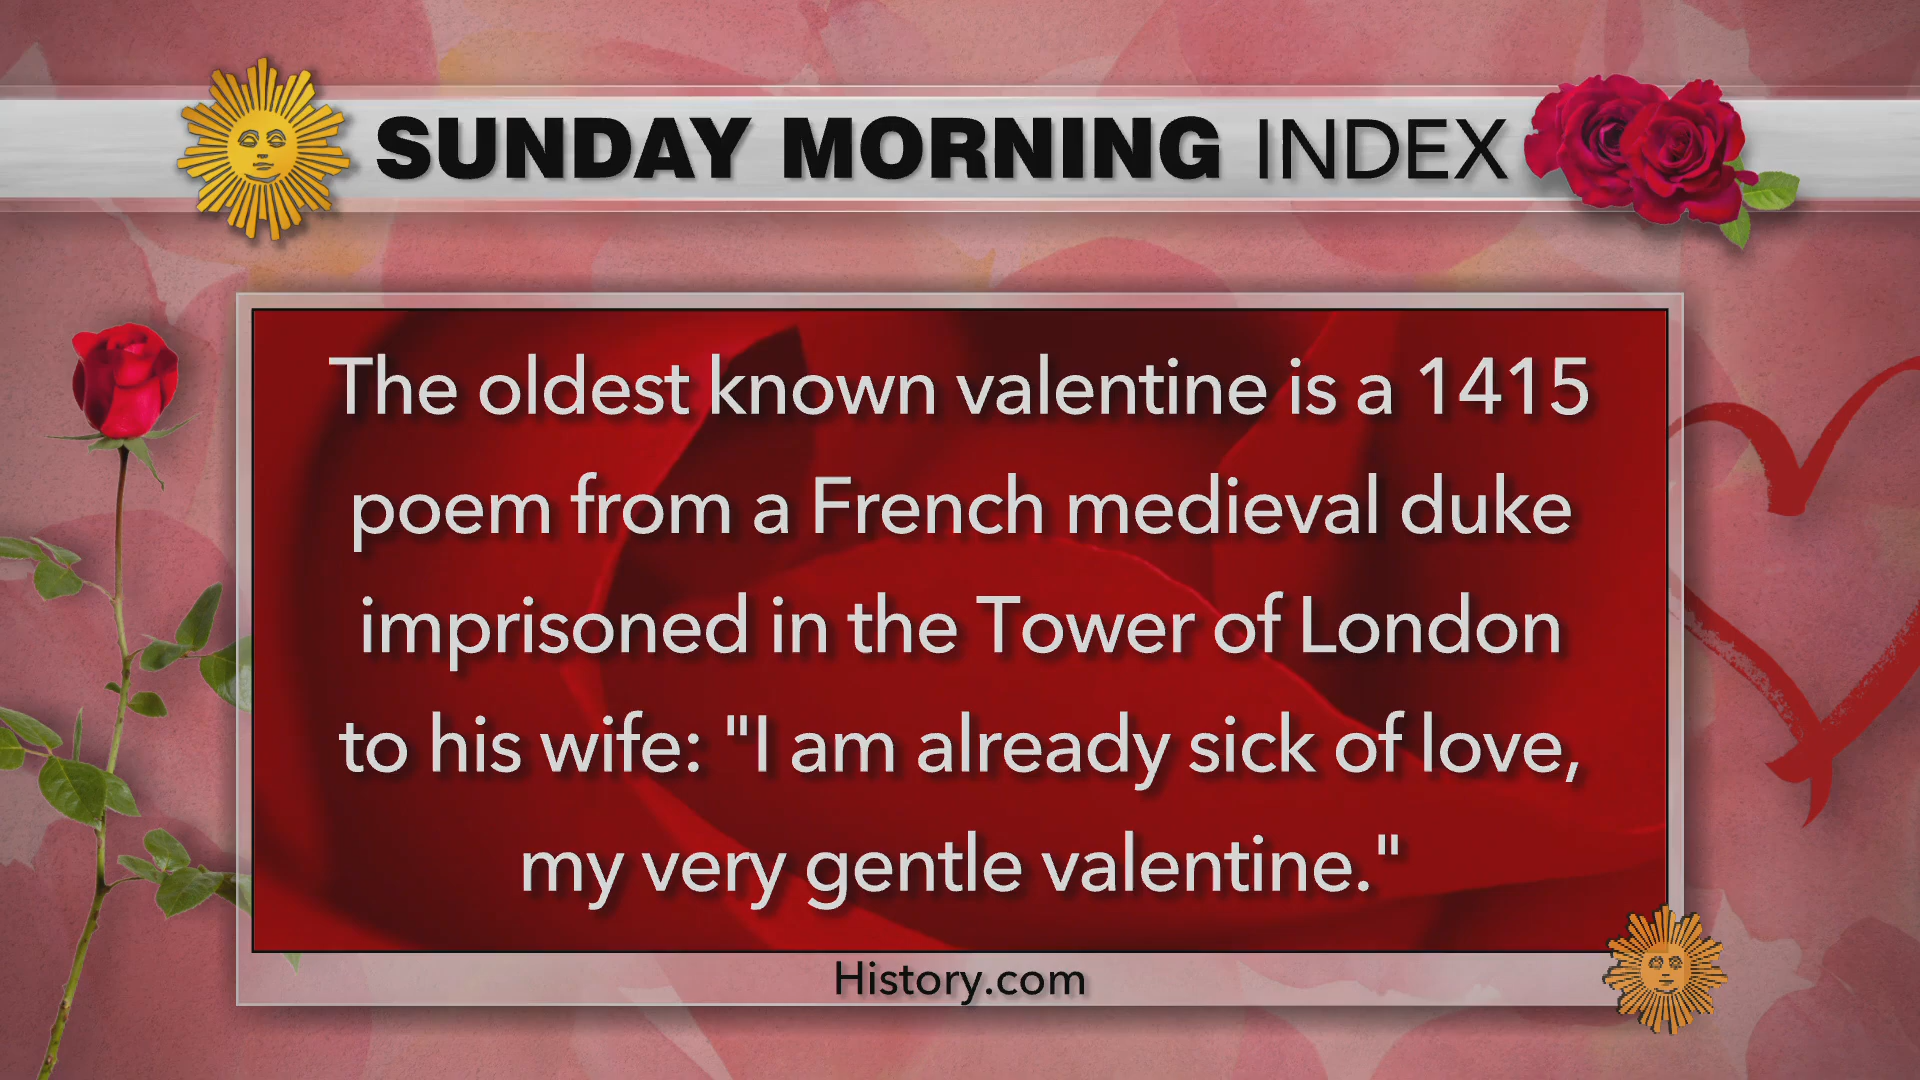 SUNDAY MORNING INDEX
The oldest known valentine is a 1415
poem from a French medieval duke
imprisoned in the Tower of London
to his wife: "I am already sick of love,
my very gentle valentine."
History.com